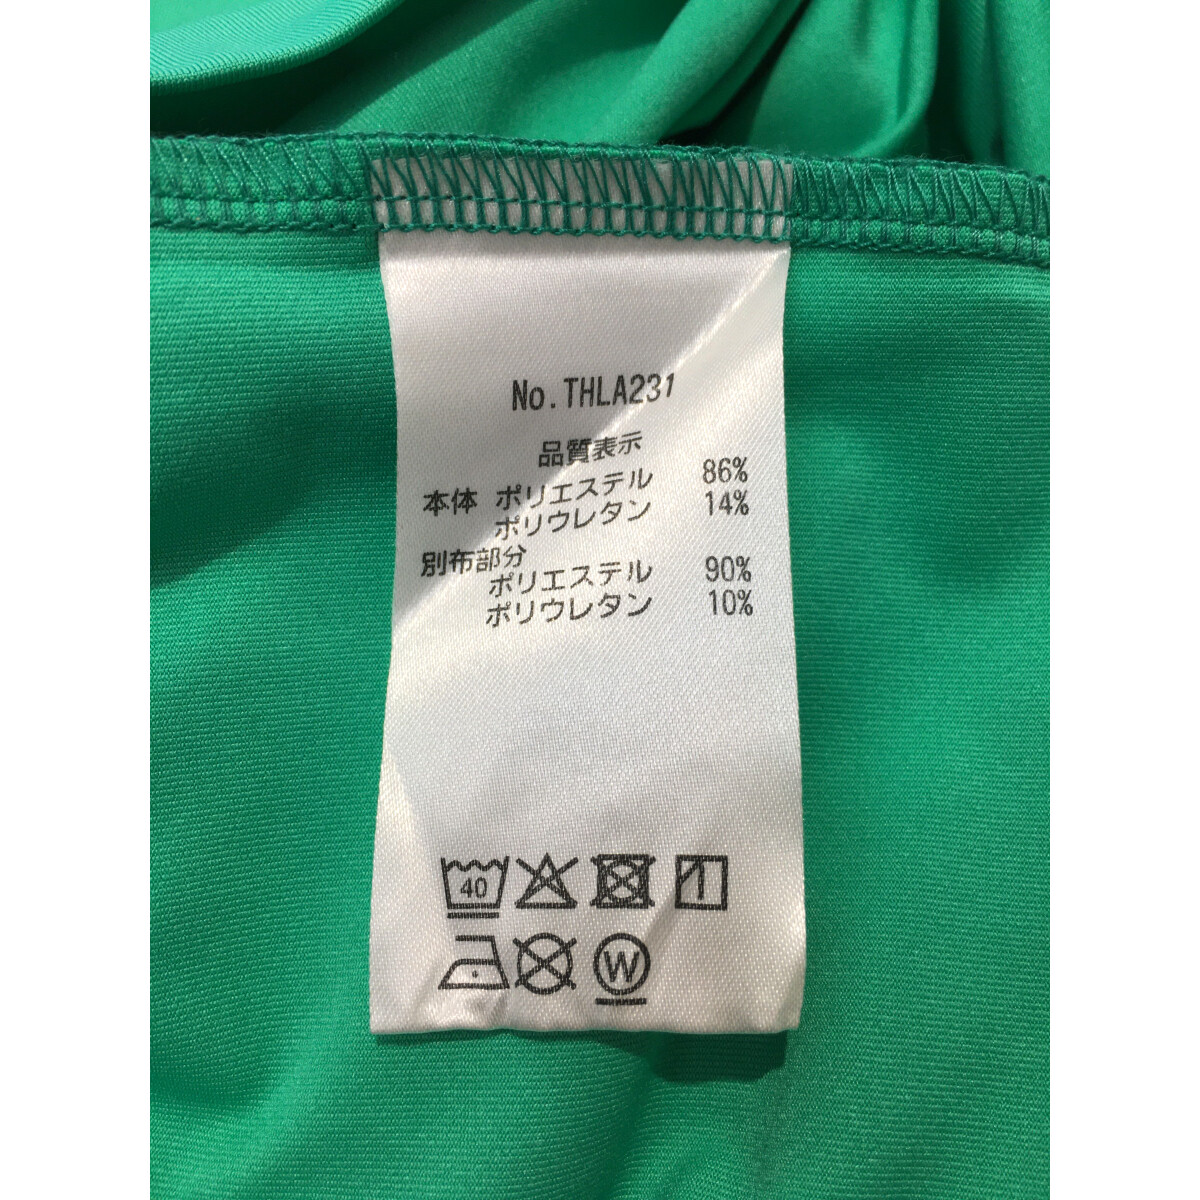 No.THLA231
品質表示
本体 ポリエステル 86%
ポリウレタン 14%
別布部分
ポリエステル 90%
ポリウレタン 10%
40
W